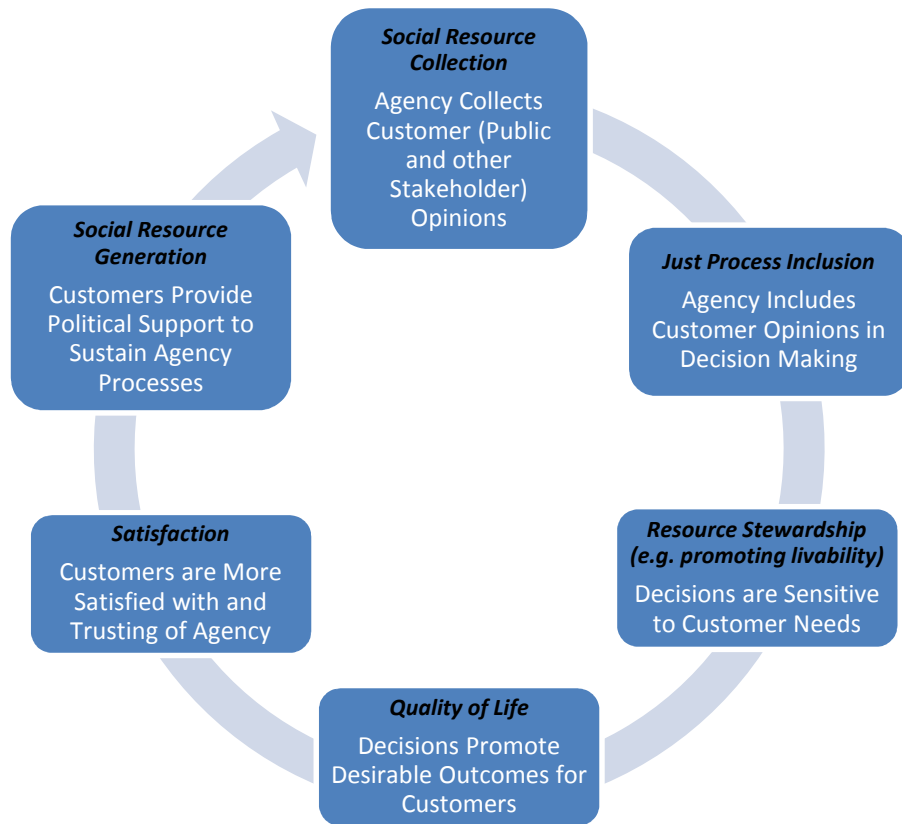 Social Resource
Collection
Agency Collects
Customer (Public
and other
Stakeholder)
Opinions
Just Process Inclusion
Agency Includes
Customer Opinions in
Decision Making
Resource Stewardship
(e.g. promoting livability)
Decisions are Sensitive
to Customer Needs
Quality of Life
Decisions Promote
Desirable Outcomes for
Customers
Satisfaction
Customers are More
Satisfied with and
Trusting of Agency
Social Resource
Generation
Customers Provide
Political Support to
Sustain Agency
Processes